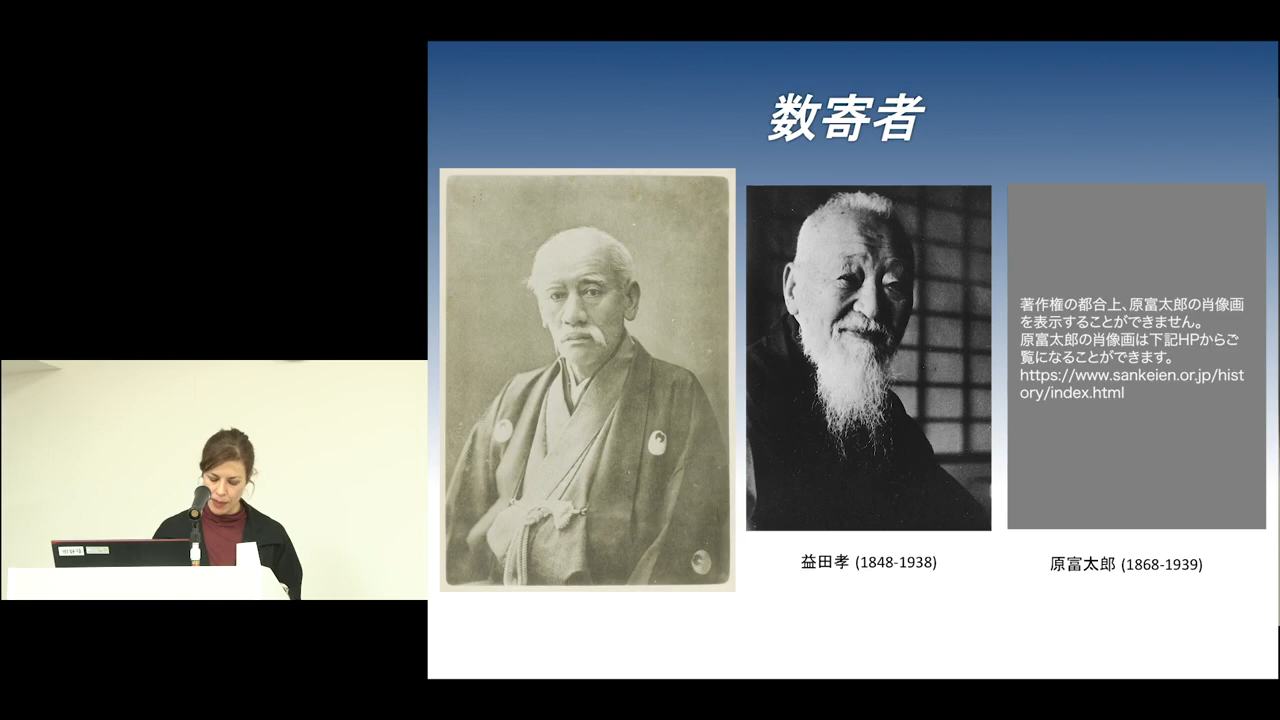 数寄者
著作権の都合上、原富太郎の肖像画
を表示することができません。
原富太郎の肖像画は下記HPからご
覧になることができます。
https://www.sankeien.or.jp/hist
ory/index.html
益田孝 (1848-1938)
原富太郎 (1868-1939)